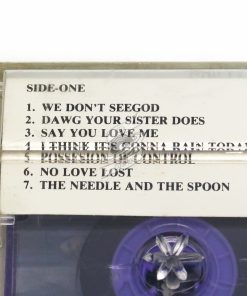 SIDE-ONE
1. WE DON'T SEEGOD
2. DAWG YOUR SISTER DOES
3. SAY YOU LOVE ME
4 I THINK IT'S GONNA RAIN TODAY
5 POSSESION OF CONTROL
6. NO LOVE LOST
7. THE NEEDLE AND THE SPOON